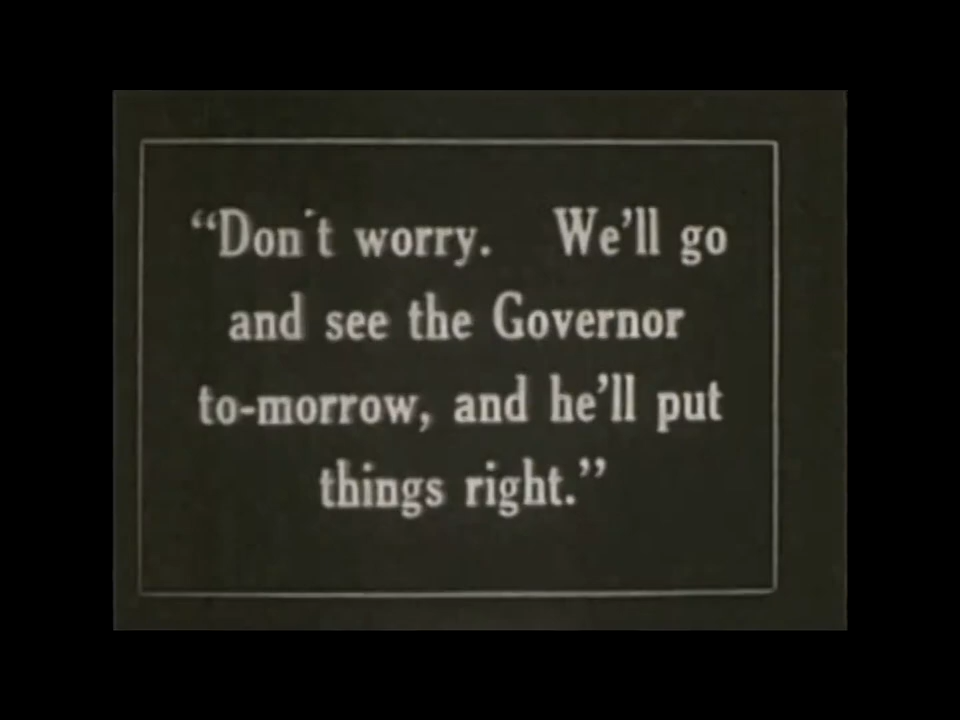 “Don't worry. We'll go
and see the Governor
to-morrow, and he'll put
things right.”